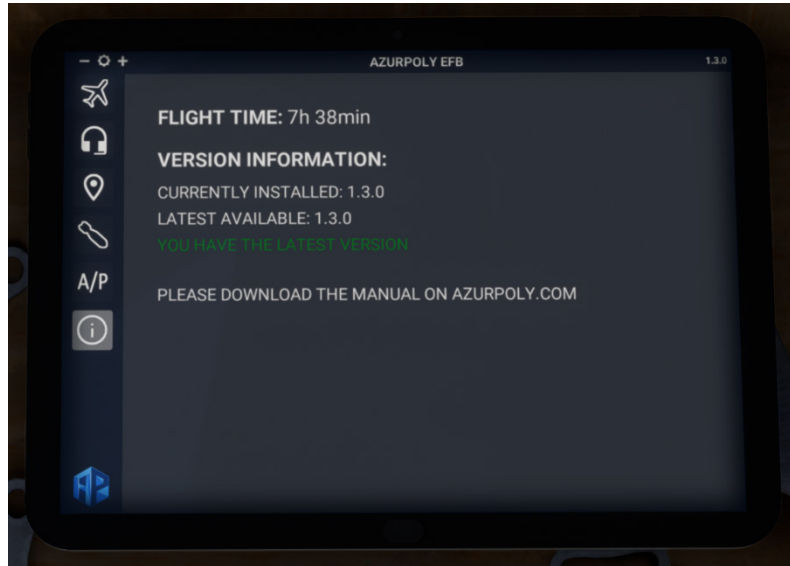 − +
AZURPOLY EFB
1.3.0
FLIGHT TIME: 7h 38min
VERSION INFORMATION:
CURRENTLY INSTALLED: 1.3.0
LATEST AVAILABLE: 1.3.0
YOU HAVE THE LATEST VERSION
A/P
i
PLEASE DOWNLOAD THE MANUAL ON AZURPOLY.COM
AP